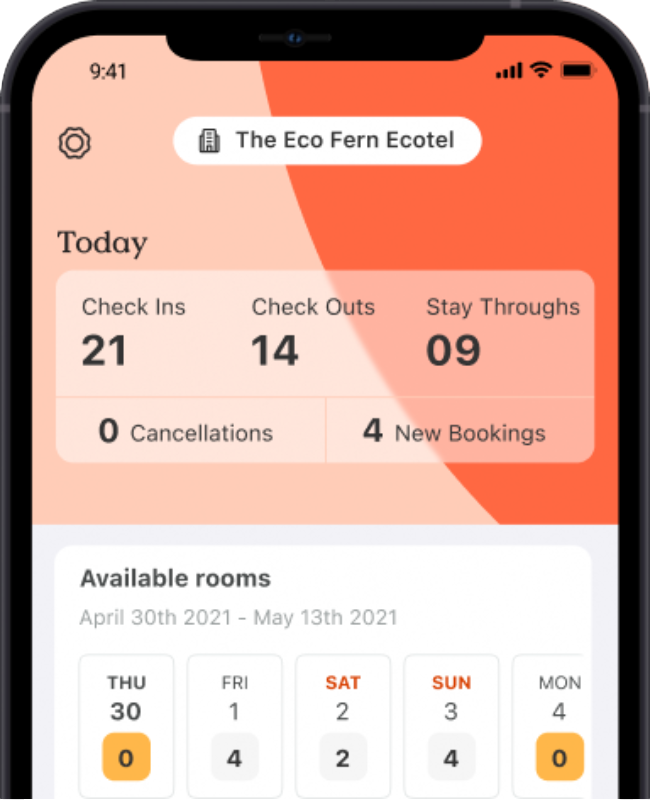 9:41
The Eco Fern Ecotel
Today
Check Ins Check Outs Stay Throughs
21 14 09
0 Cancellations 4 New Bookings
Available rooms
April 30th 2021 - May 13th 2021
THU FRI SAT SUN MON
30 1 2 3 4
0 4 2 4 0